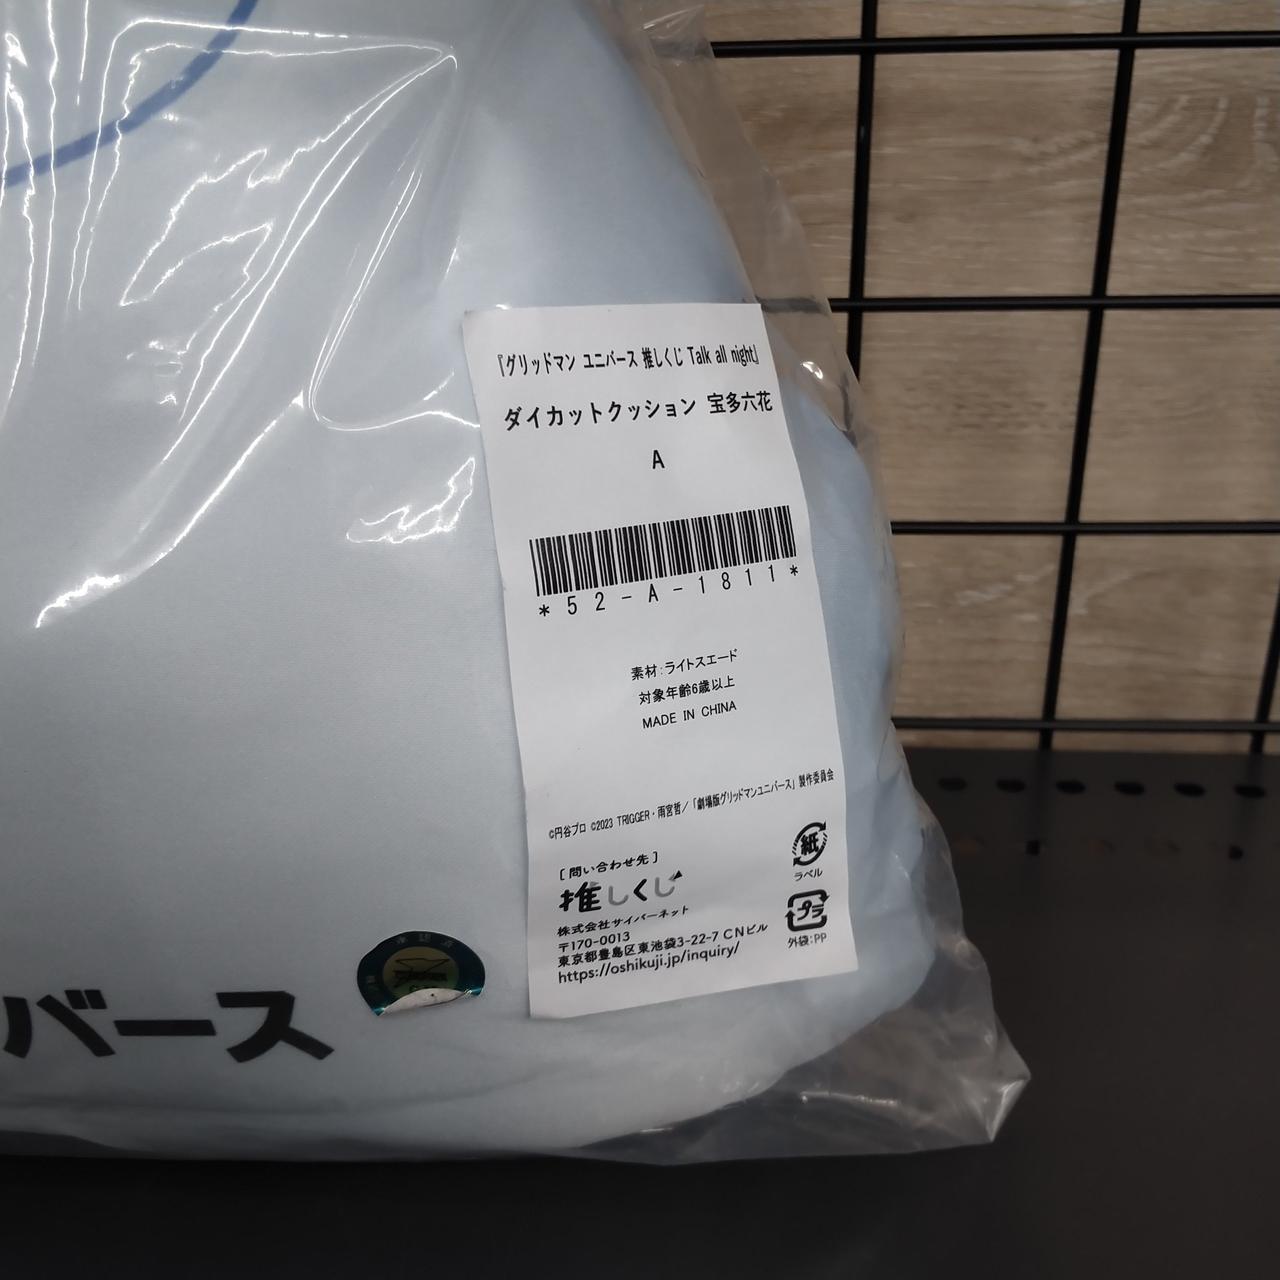 『グリッドマン ユニバース 推しくじ Talk all night』
ダイカットクッション 宝多六花
A
*52-A-1811*
素材:ライトスエード
対象年齢6歳以上
MADE IN CHINA
©円谷プロ ©2023 TRIGGER・雨宮哲/「劇場版グリッドマンユニバース」製作委員会
[問い合わせ先]
推しくじ
株式会社サイバーネット
〒170-0013
東京都豊島区東池袋3-22-7 CNビル
https://oshikuji.jp/inquiry/
紙
ラベル
プラ
外袋:PP
バース